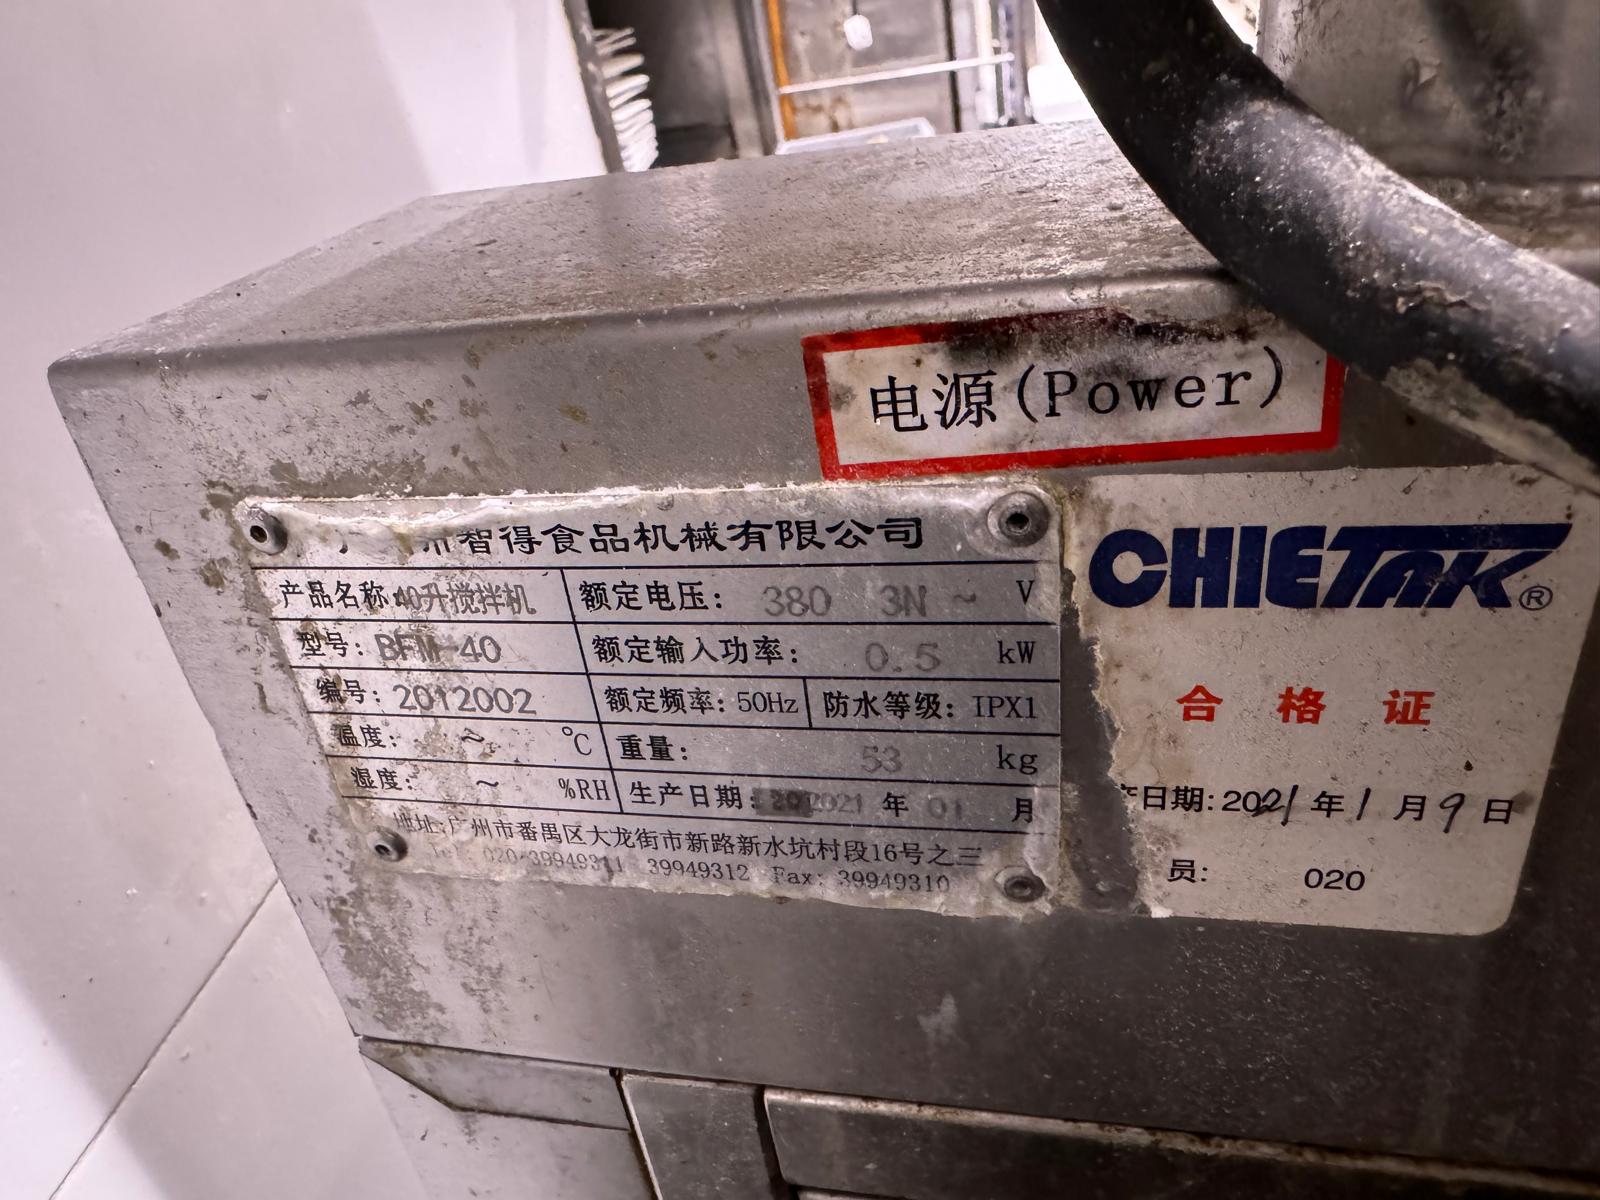 电源(Power)
智得食品机械有限公司
产品名称:40升搅拌机 额定电压: 380 3N ~ V
型号: BFM-40 额定输入功率: 0.5 kW
编号: 2012002 额定频率: 50Hz 防水等级: IPX1
温度: ~ ℃ 重量: 53 kg
湿度: ~ %RH 生产日期: 2021 年 01 月
地址:广州市番禺区大龙街市新路新水坑村段16号之三
Tel: 020-39949311 39949312 Fax: 39949310
CHIETAK®
合格证
日期: 2021 年 1 月 9 日
员: 020